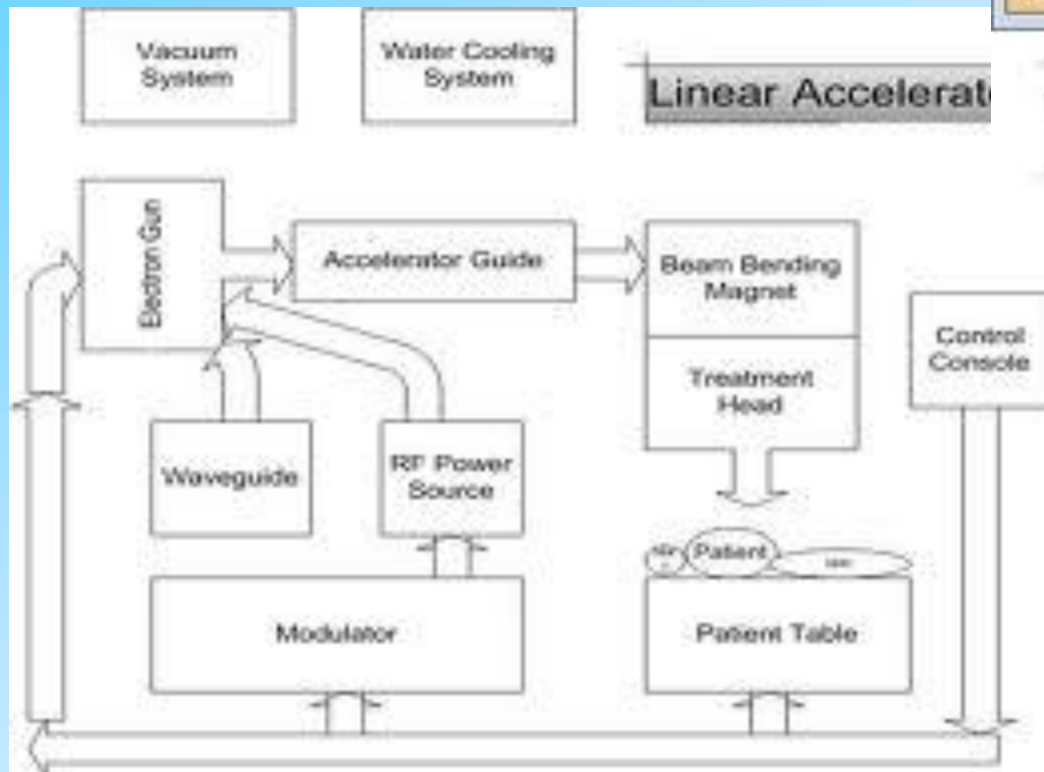 Vacuum
System
Water Cooling
System
Linear Accelerat
Electron Gun
Accelerator Guide
Beam Bending
Magnet
Control
Console
Treatment
Head
Waveguide
RF Power
Source
Patient
Modulator
Patient Table